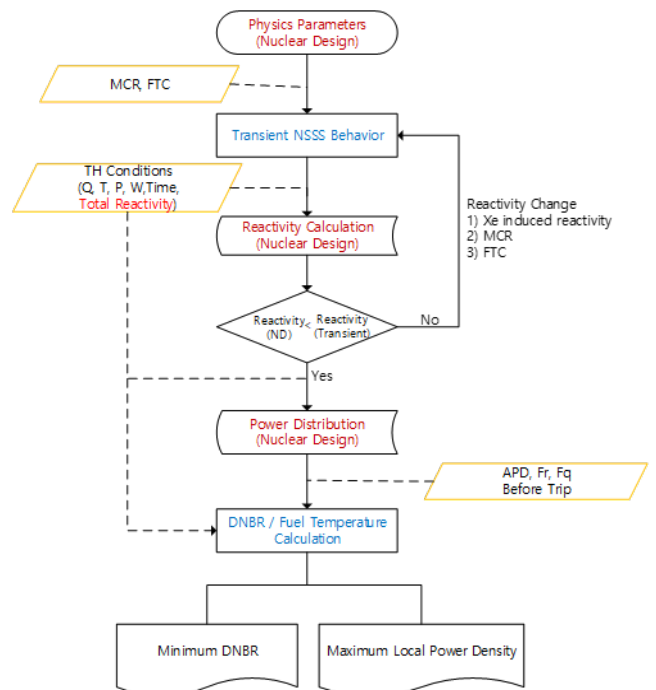 Physics Parameters
(Nuclear Design)
MCR, FTC
Transient NSSS Behavior
TH Conditions
(Q, T, P, W,Time,
Total Reactivity)
Reactivity Change
1) Xe induced reactivity
2) MCR
3) FTC
Reactivity Calculation
(Nuclear Design)
Reactivity < Reactivity
(ND) (Transient)
No
Yes
Power Distribution
(Nuclear Design)
APD, Fr, Fq
Before Trip
DNBR / Fuel Temperature
Calculation
Minimum DNBR
Maximum Local Power Density